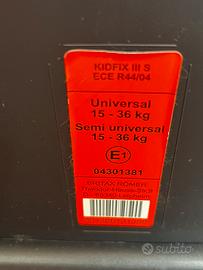 KIDFIX III S
ECE R44/04
Universal
15 - 36 kg
Semi universal
15 - 36 kg
E1
04301381
BRITAX RÖMER
subito